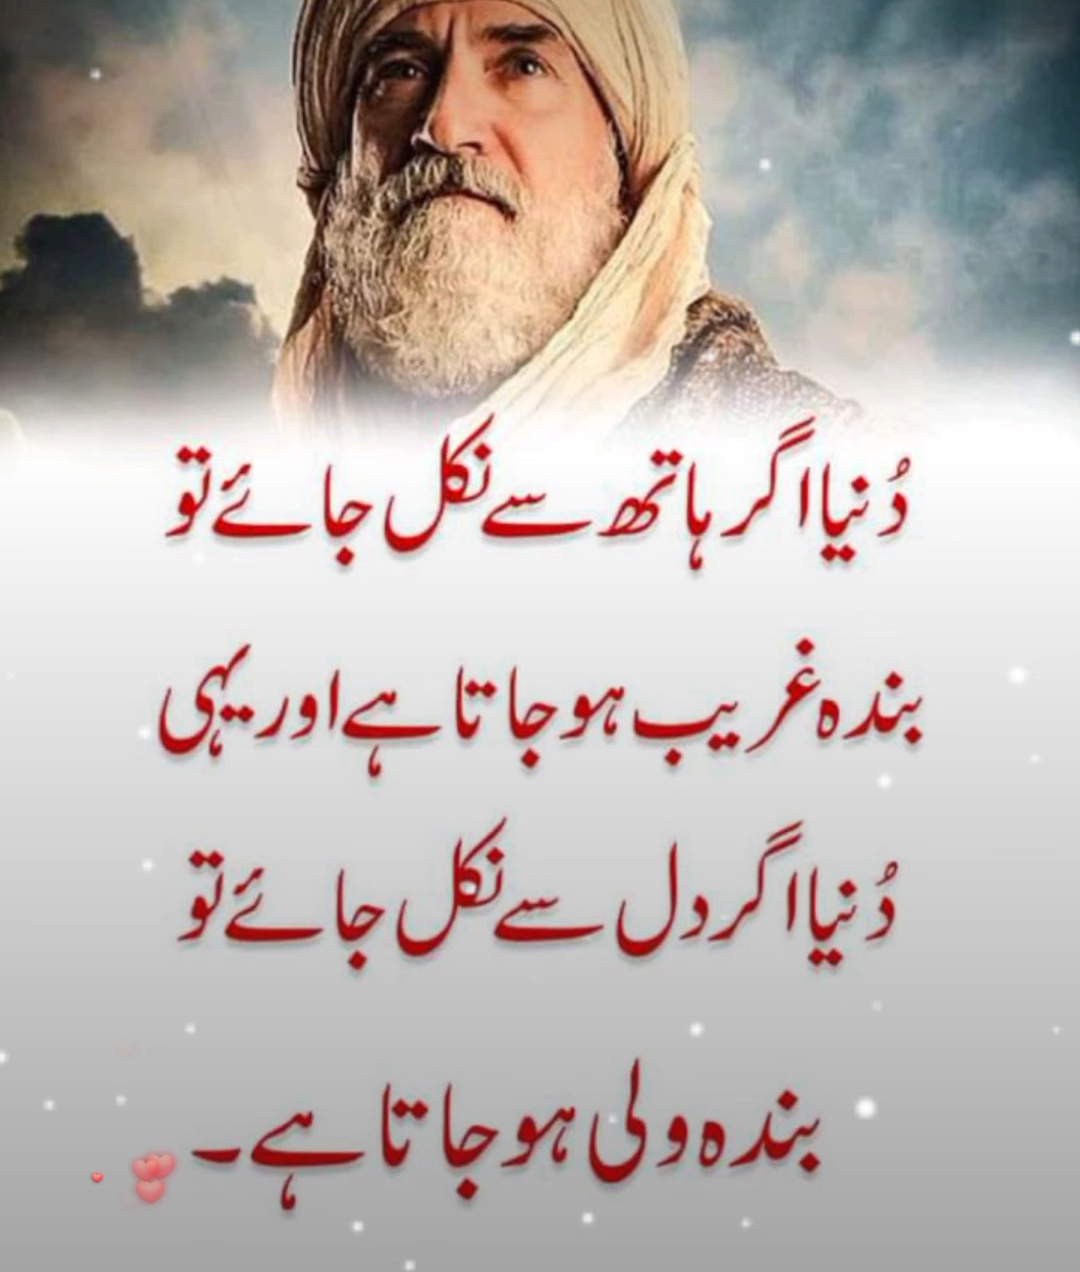 دُنیا اگر ہاتھ سے نکل جائے تو
بندہ غریب ہو جاتا ہے اور یہی
دُنیا اگر دل سے نکل جائے تو
بندہ ولی ہو جاتا ہے۔